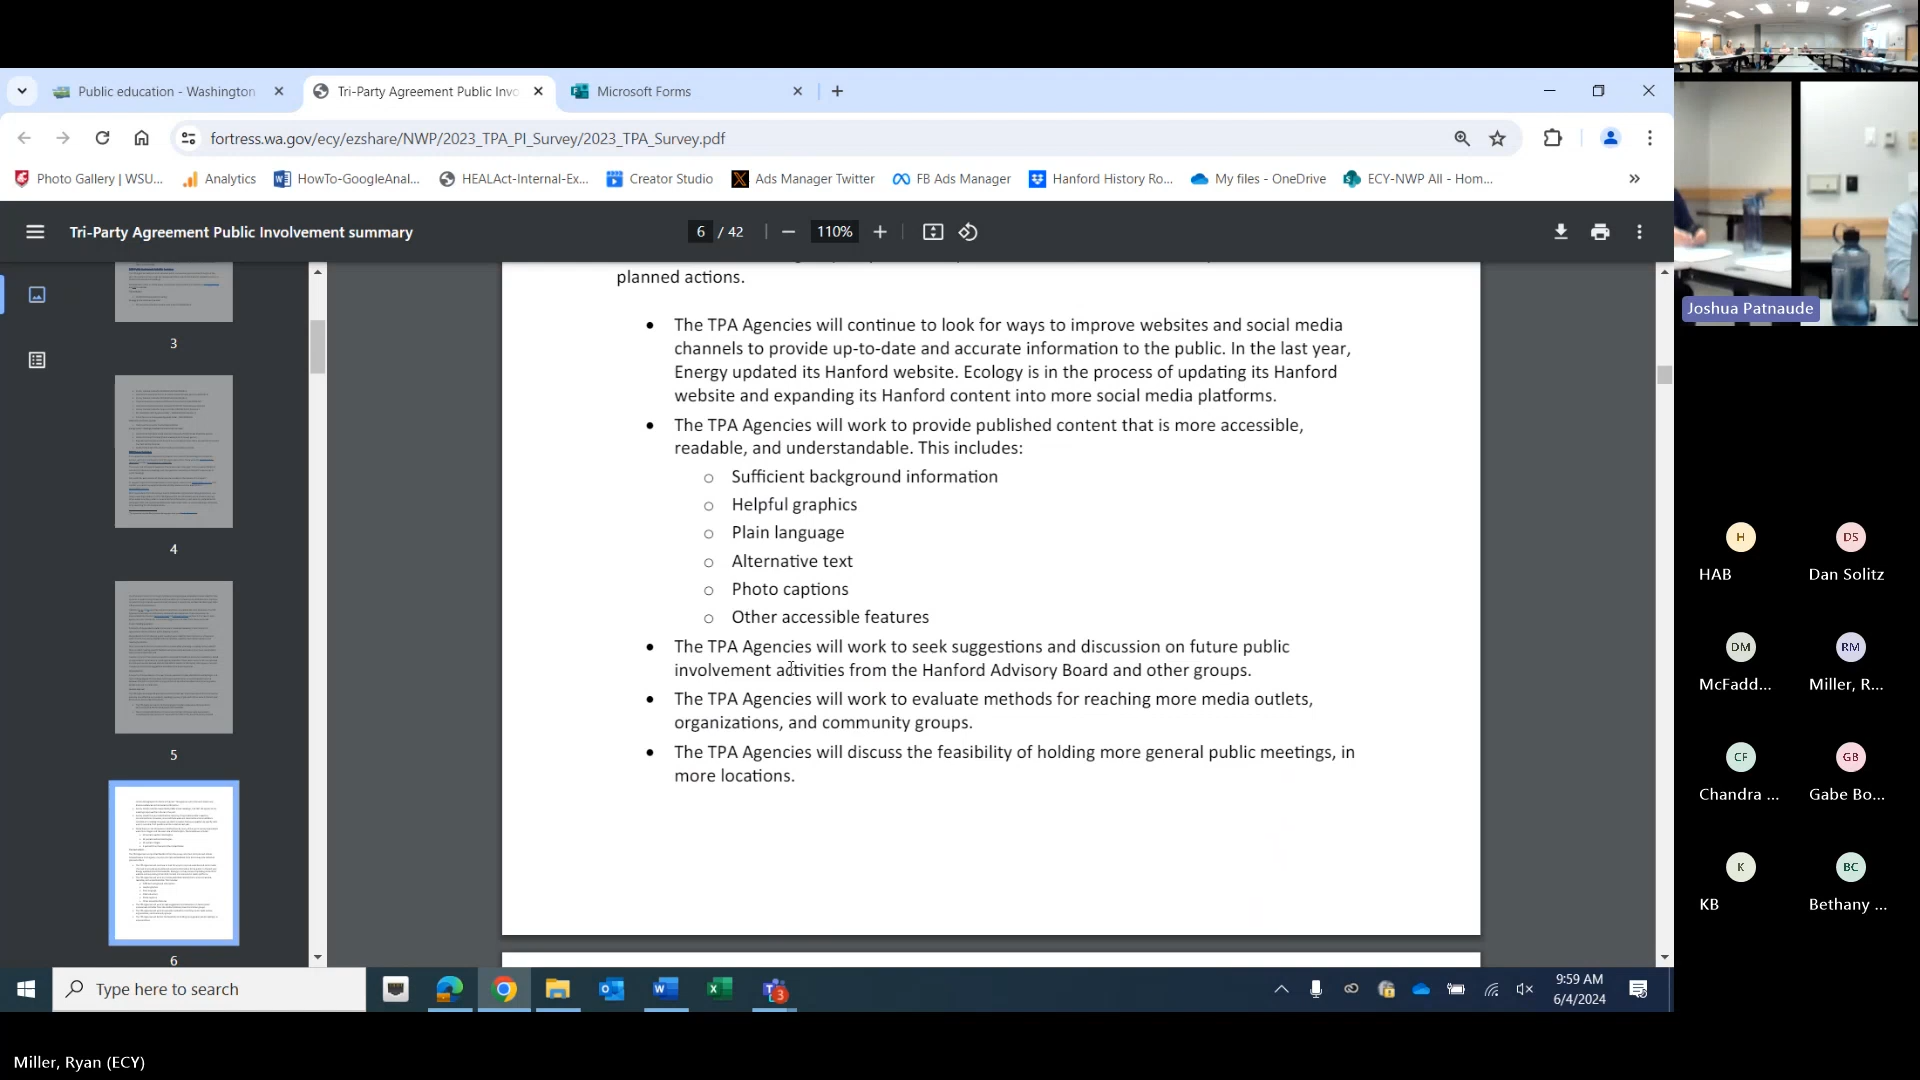 Public education - Washington
Tri-Party Agreement Public Invo
Microsoft Forms
fortress.wa.gov/ecy/ezshare/NWP/2023_TPA_PI_Survey/2023_TPA_Survey.pdf
Photo Gallery | WSU...
Analytics
HowTo-GoogleAnal...
HEALAct-Internal-Ex...
Creator Studio
Ads Manager Twitter
FB Ads Manager
Hanford History Ro...
My files - OneDrive
ECY-NWP All - Hom...
Tri-Party Agreement Public Involvement summary
6 / 42
110%
3
4
5
6
planned actions.
• The TPA Agencies will continue to look for ways to improve websites and social media
channels to provide up-to-date and accurate information to the public. In the last year,
Energy updated its Hanford website. Ecology is in the process of updating its Hanford
website and expanding its Hanford content into more social media platforms.
• The TPA Agencies will work to provide published content that is more accessible,
readable, and understandable. This includes:
o Sufficient background information
o Helpful graphics
o Plain language
o Alternative text
o Photo captions
o Other accessible features
• The TPA Agencies will work to seek suggestions and discussion on future public
involvement activities from the Hanford Advisory Board and other groups.
• The TPA Agencies will work to evaluate methods for reaching more media outlets,
organizations, and community groups.
• The TPA Agencies will discuss the feasibility of holding more general public meetings, in
more locations.
Joshua Patnaude
H
HAB
DS
Dan Solitz
DM
McFadd...
RM
Miller, R...
CF
Chandra ...
GB
Gabe Bo...
K
KB
BC
Bethany ...
Type here to search
3
9:59 AM
6/4/2024
Miller, Ryan (ECY)